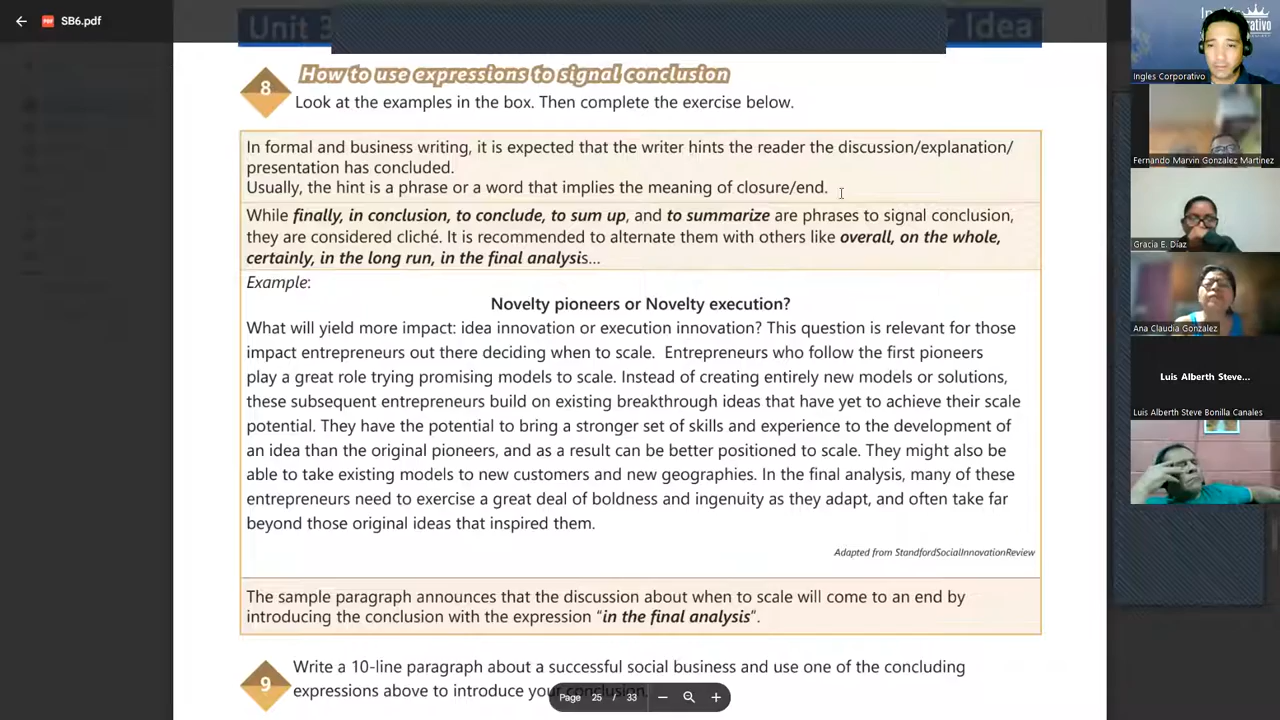 SB6.pdf
Unit 3
r Idea
8
How to use expressions to signal conclusion
Look at the examples in the box. Then complete the exercise below.
In formal and business writing, it is expected that the writer hints the reader the discussion/explanation/
presentation has concluded.
Usually, the hint is a phrase or a word that implies the meaning of closure/end.
While finally, in conclusion, to conclude, to sum up, and to summarize are phrases to signal conclusion,
they are considered cliché. It is recommended to alternate them with others like overall, on the whole,
certainly, in the long run, in the final analysis...
Example:
Novelty pioneers or Novelty execution?
What will yield more impact: idea innovation or execution innovation? This question is relevant for those
impact entrepreneurs out there deciding when to scale. Entrepreneurs who follow the first pioneers
play a great role trying promising models to scale. Instead of creating entirely new models or solutions,
these subsequent entrepreneurs build on existing breakthrough ideas that have yet to achieve their scale
potential. They have the potential to bring a stronger set of skills and experience to the development of
an idea than the original pioneers, and as a result can be better positioned to scale. They might also be
able to take existing models to new customers and new geographies. In the final analysis, many of these
entrepreneurs need to exercise a great deal of boldness and ingenuity as they adapt, and often take far
beyond those original ideas that inspired them.
Adapted from StandfordSocialInnovationReview
The sample paragraph announces that the discussion about when to scale will come to an end by
introducing the conclusion with the expression "in the final analysis".
9
Write a 10-line paragraph about a successful social business and use one of the concluding
expressions above to introduce your conclusion.
Page 25 / 33
Ingles Corporativo
Fernando Marvin Gonzalez Martinez
Gracia E. Díaz
Ana Claudia Gonzalez
Luis Alberth Steve...
Luis Alberth Steve Bonilla Canales